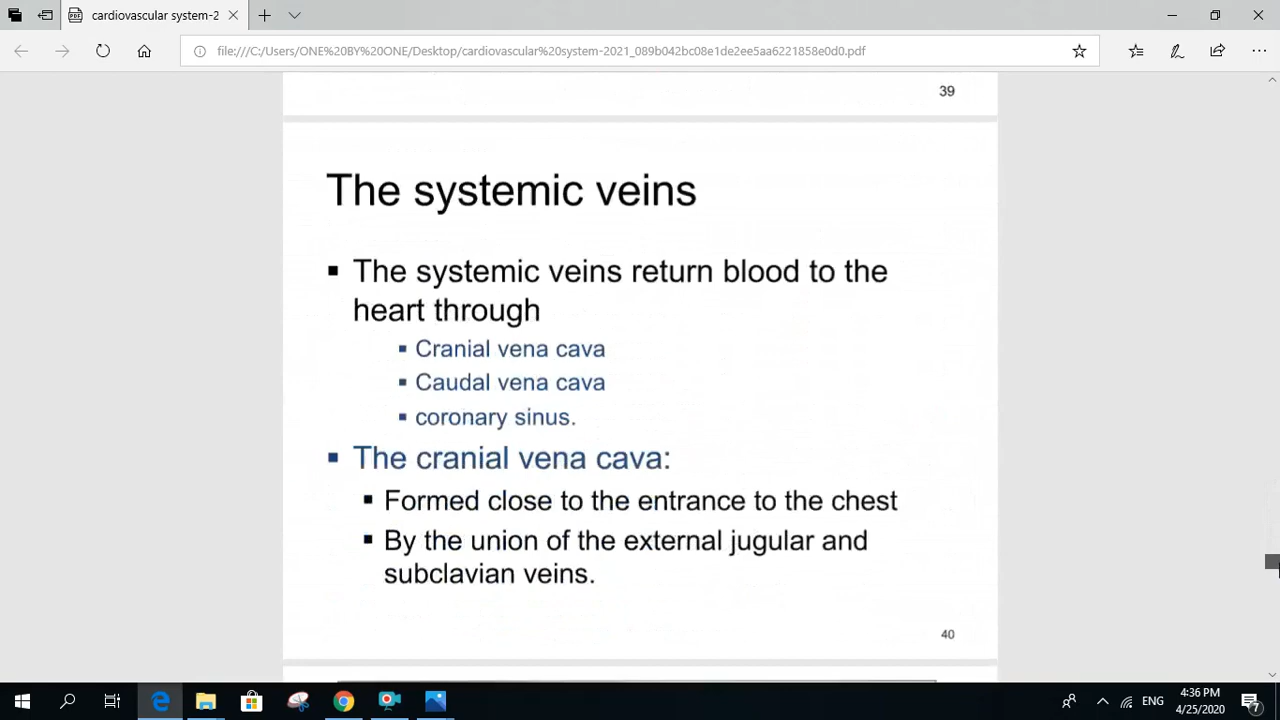 cardiovascular system-2
file:///C:/Users/ONE%20BY%20ONE/Desktop/cardiovascular%20system-2021_089b042bc08e1de2ee5aa6221858e0d0.pdf
39
The systemic veins
▪ The systemic veins return blood to the
heart through
▪ Cranial vena cava
▪ Caudal vena cava
▪ coronary sinus.
▪ The cranial vena cava:
▪ Formed close to the entrance to the chest
▪ By the union of the external jugular and
subclavian veins.
40
ENG
4:36 PM
4/25/2020
7